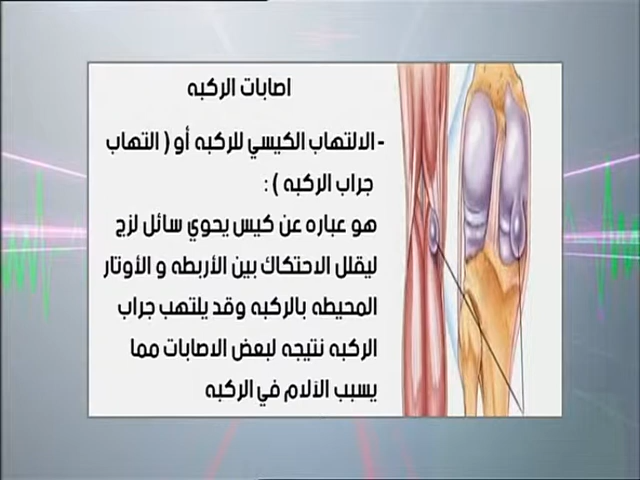 اصابات الركبه
- الالتهاب الكيسي للركبه أو ( التهاب
جراب الركبه ) :
هو عباره عن كيس يحوي سائل لزج
ليقلل الاحتكاك بين الأربطه و الأوتار
المحيطه بالركبه وقد يلتهب جراب
الركبه نتيجه لبعض الاصابات مما
يسبب الآلام في الركبه